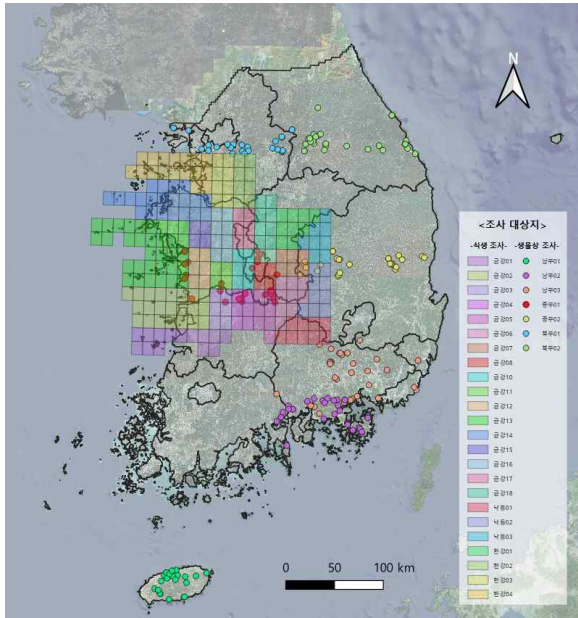 N
<조사 대상지>
-식생 조사- -생물상 조사-
금강01 남부01
금강02 남부02
금강03 남부03
금강04 중부01
금강05 중부02
금강06 북부01
금강07 북부02
금강08
금강10
금강11
금강12
금강13
금강14
금강15
금강16
금강17
금강18
낙동01
낙동02
낙동03
한강01
한강02
한강03
한강04
0 50 100 km